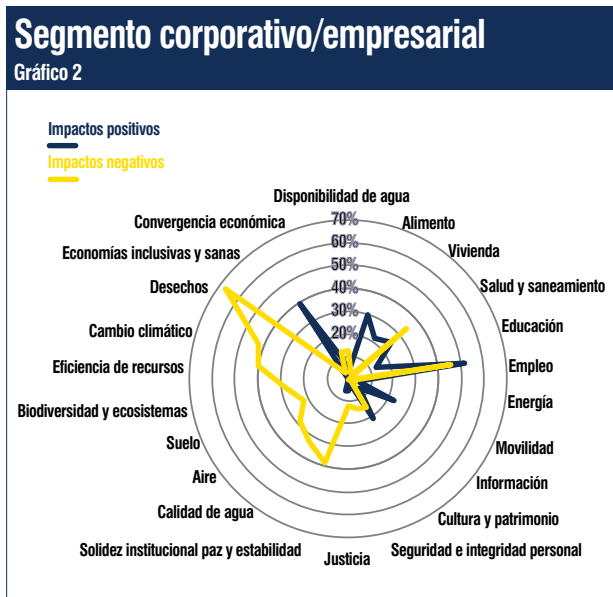 Segmento corporativo/empresarial
Gráfico 2
Impactos positivos
Impactos negativos
Disponibilidad de agua
Convergencia económica
70%
Alimento
60%
Vivienda
Economías inclusivas y sanas
50%
Desechos
40%
Salud y saneamiento
30%
Cambio climático
20%
Educación
Eficiencia de recursos
Empleo
Biodiversidad y ecosistemas
Energía
Suelo
Movilidad
Aire
Información
Calidad de agua
Cultura y patrimonio
Solidez institucional paz y estabilidad
Justicia
Seguridad e integridad personal